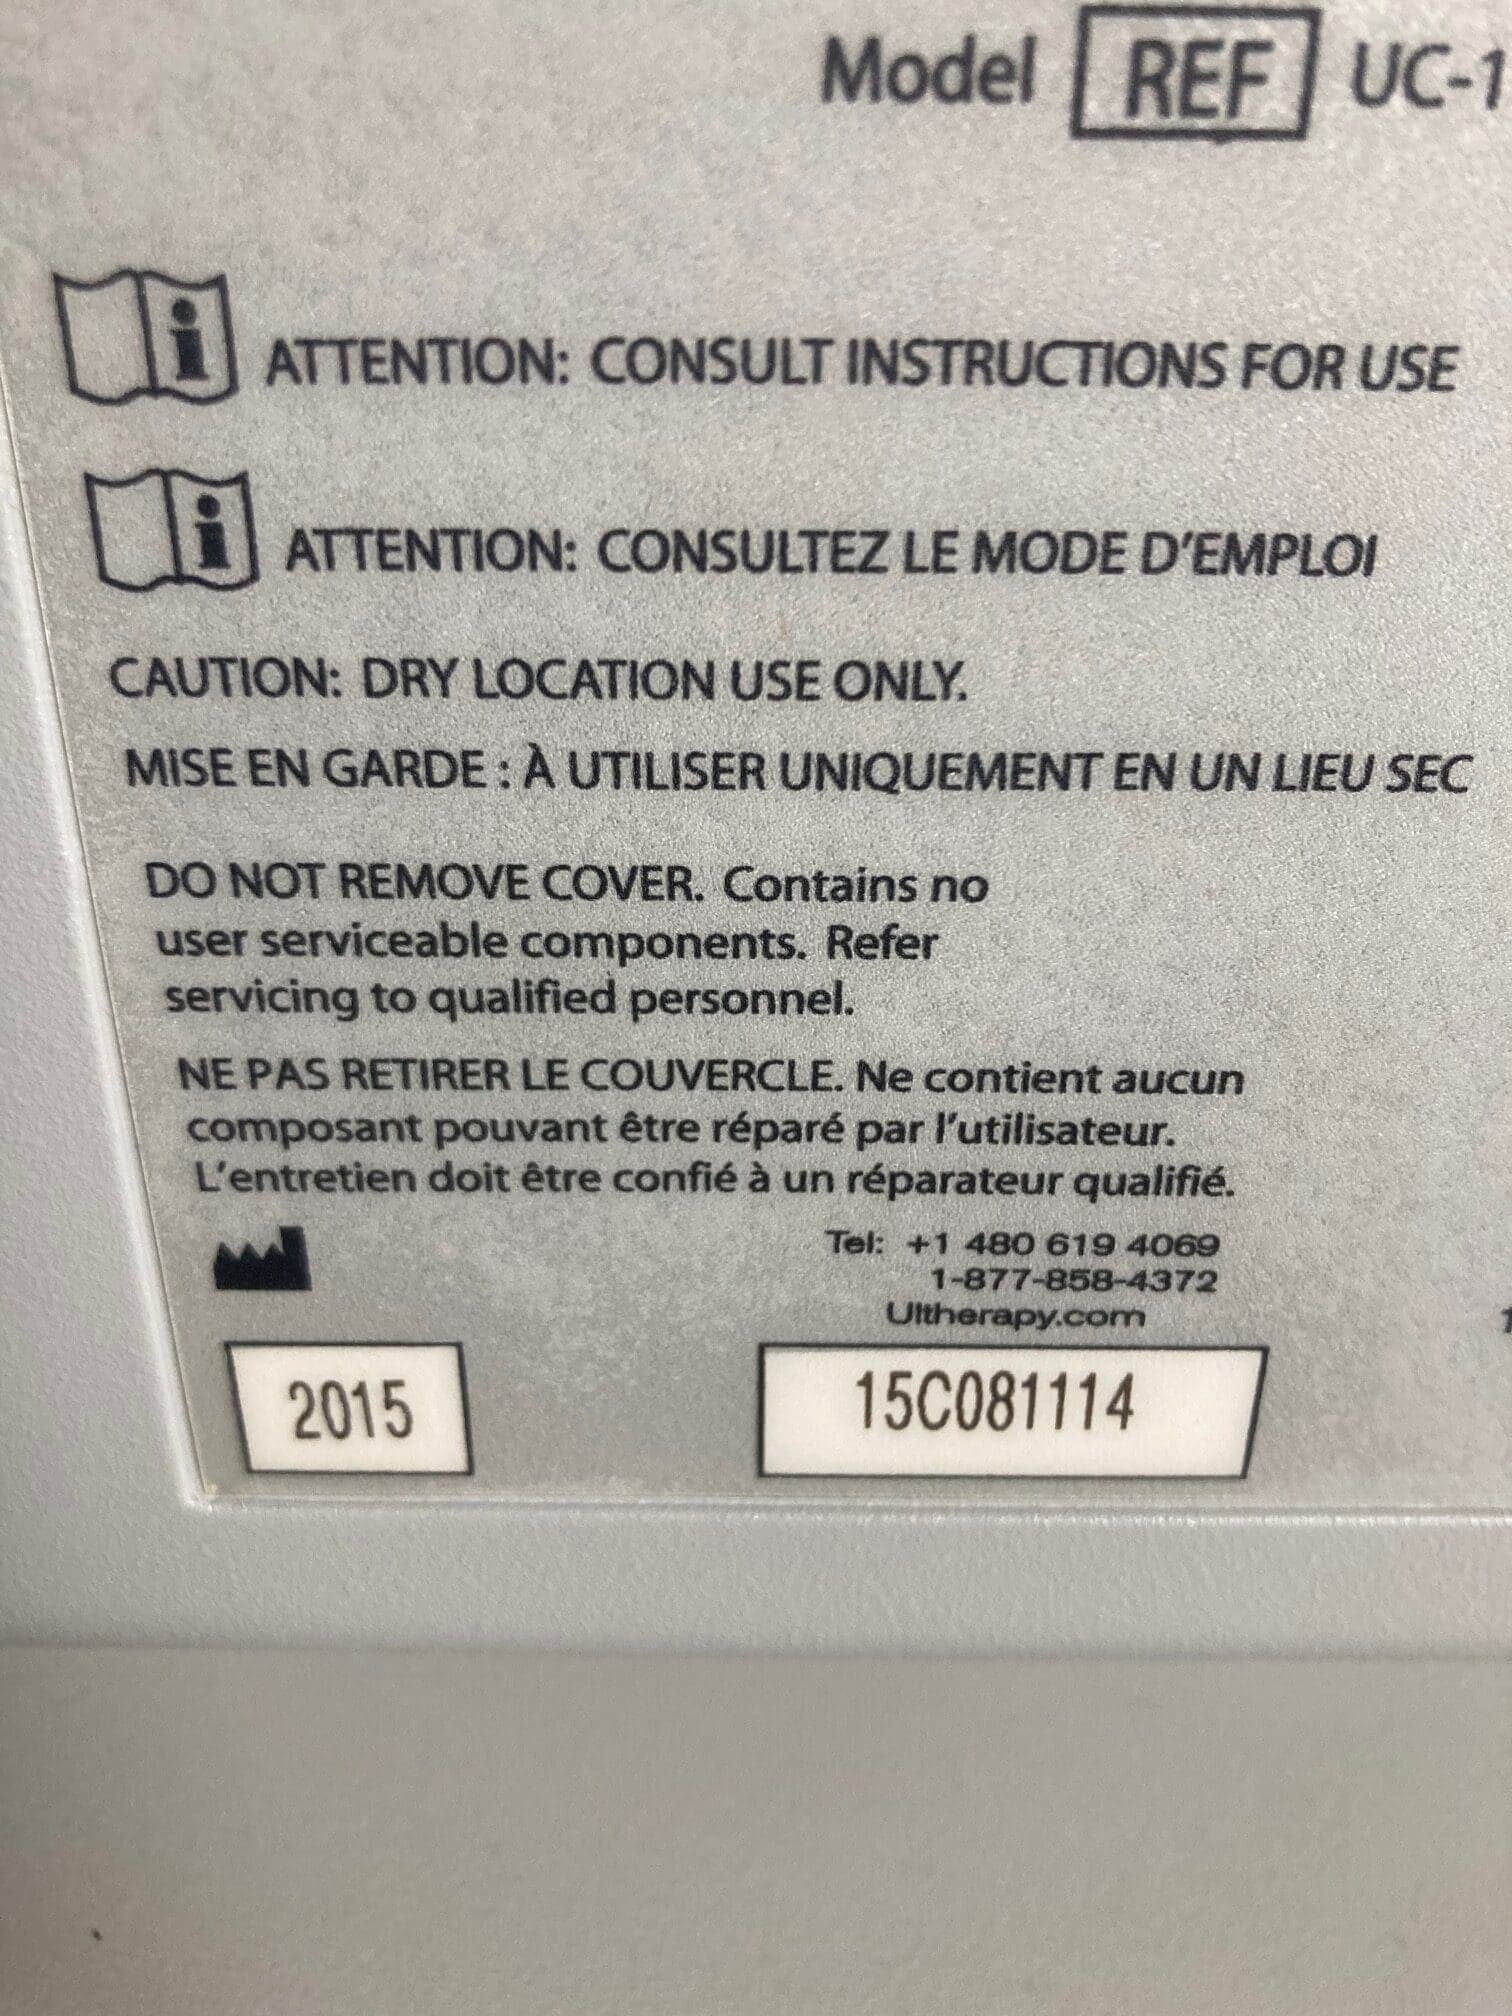 Model REF UC-1
ATTENTION: CONSULT INSTRUCTIONS FOR USE
ATTENTION: CONSULTEZ LE MODE D'EMPLOI
CAUTION: DRY LOCATION USE ONLY.
MISE EN GARDE : À UTILISER UNIQUEMENT EN UN LIEU SEC
DO NOT REMOVE COVER. Contains no
user serviceable components. Refer
servicing to qualified personnel.
NE PAS RETIRER LE COUVERCLE. Ne contient aucun
composant pouvant être réparé par l'utilisateur.
L'entretien doit être confié à un réparateur qualifié.
Tel: +1 480 619 4069
1-877-858-4372
Ultherapy.com
2015
15C081114